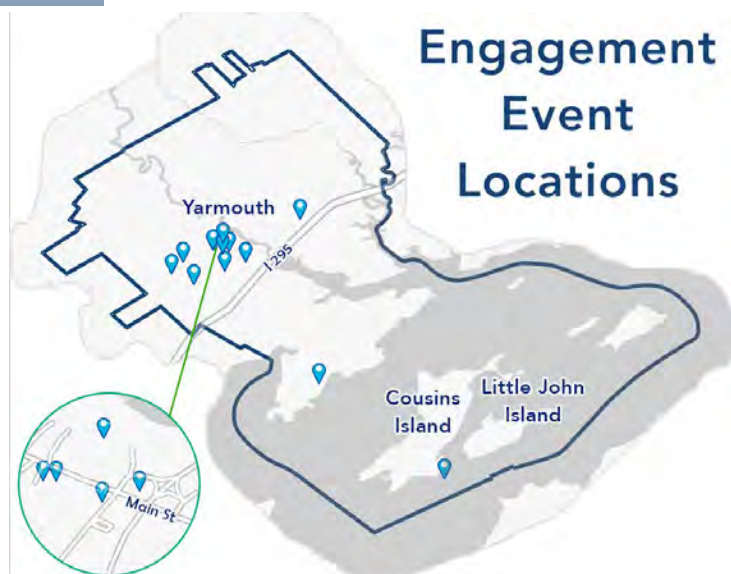 Engagement
Event
Locations
Yarmouth
I 295
Cousins
Island
Little John
Island
Main St